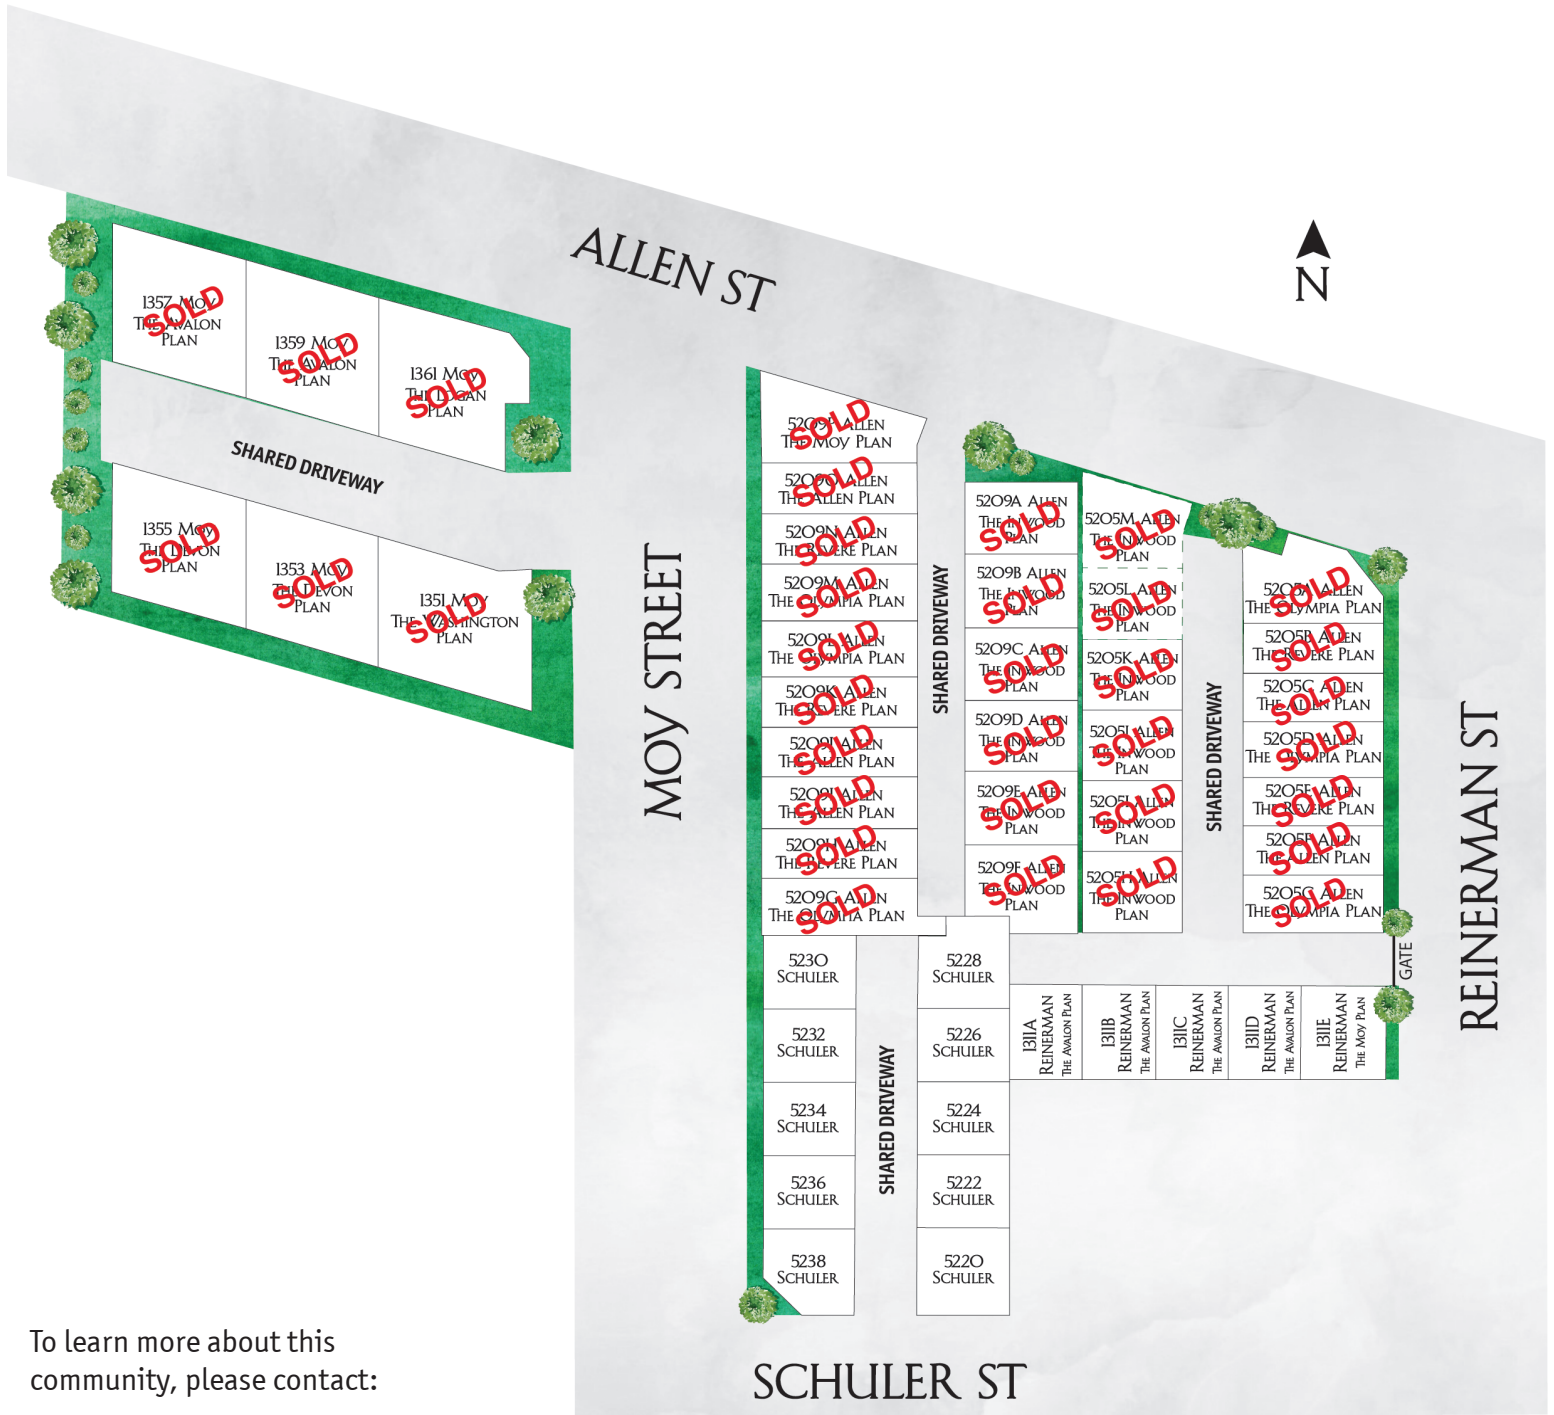 ALLEN ST
N
1357 Moy
The Avalon
Plan
SOLD
1359 Moy
The Avalon
Plan
SOLD
1361 Moy
The Logan
Plan
SOLD
SHARED DRIVEWAY
1355 Moy
The Devon
Plan
SOLD
1353 Moy
The Devon
Plan
SOLD
1351 Moy
The Washington
Plan
SOLD
MOY STREET
5209P Allen
The Moy Plan
SOLD
5209O Allen
The Allen Plan
SOLD
5209N Allen
The Revere Plan
SOLD
5209M Allen
The Olympia Plan
SOLD
5209L Allen
The Olympia Plan
SOLD
5209K Allen
The Revere Plan
SOLD
5209J Allen
The Allen Plan
SOLD
5209I Allen
The Allen Plan
SOLD
5209H Allen
The Revere Plan
SOLD
5209G Allen
The Olympia Plan
SOLD
SHARED DRIVEWAY
5209A Allen
The Inwood
Plan
SOLD
5209B Allen
The Inwood
Plan
SOLD
5209C Allen
The Inwood
Plan
SOLD
5209D Allen
The Inwood
Plan
SOLD
5209E Allen
The Inwood
Plan
SOLD
5209F Allen
The Inwood
Plan
SOLD
5205M Allen
The Inwood
Plan
SOLD
5205L Allen
The Inwood
Plan
SOLD
5205K Allen
The Inwood
Plan
SOLD
5205J Allen
The Inwood
Plan
SOLD
5205I Allen
The Inwood
Plan
SOLD
5205H Allen
The Inwood
Plan
SOLD
SHARED DRIVEWAY
5205A Allen
The Olympia Plan
SOLD
5205B Allen
The Revere Plan
SOLD
5205C Allen
The Allen Plan
SOLD
5205D Allen
The Olympia Plan
SOLD
5205E Allen
The Revere Plan
SOLD
5205F Allen
The Allen Plan
SOLD
5205G Allen
The Olympia Plan
SOLD
REINERMAN ST
GATE
5230
Schuler
5232
Schuler
5234
Schuler
5236
Schuler
5238
Schuler
SHARED DRIVEWAY
5228
Schuler
5226
Schuler
5224
Schuler
5222
Schuler
5220
Schuler
1311A
Reinerman
The Avalon Plan
1311B
Reinerman
The Avalon Plan
1311C
Reinerman
The Avalon Plan
1311D
Reinerman
The Avalon Plan
1311E
Reinerman
The Moy Plan
SCHULER ST
To learn more about this
community, please contact: